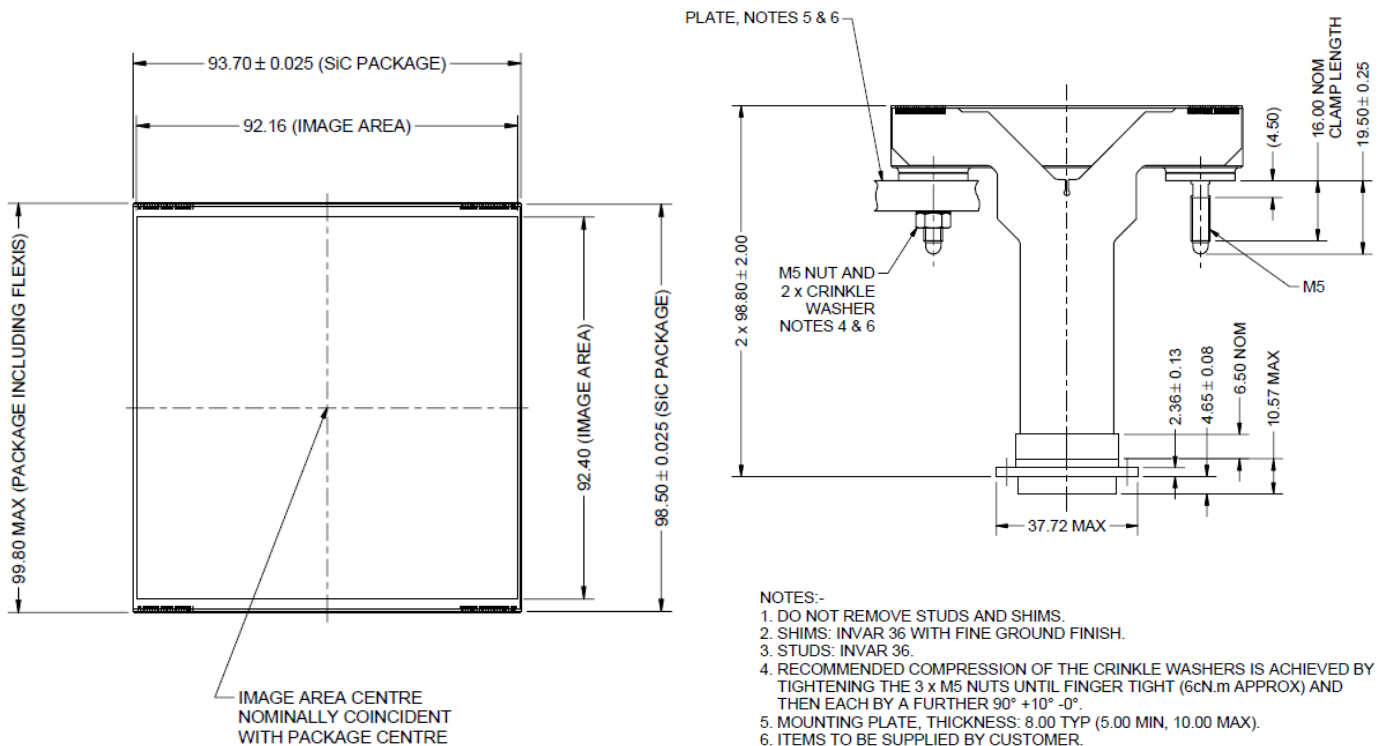 93.70 ± 0.025 (SiC PACKAGE)
92.16 (IMAGE AREA)
99.80 MAX (PACKAGE INCLUDING FLEXIS)
92.40 (IMAGE AREA)
98.50 ± 0.025 (SiC PACKAGE)
IMAGE AREA CENTRE
NOMINALLY COINCIDENT
WITH PACKAGE CENTRE
PLATE, NOTES 5 & 6
2 x 98.80 ± 2.00
M5 NUT AND
2 x CRINKLE
WASHER
NOTES 4 & 6
(4.50)
16.00 NOM
CLAMP LENGTH
19.50 ± 0.25
M5
2.36 ± 0.13
4.65 ± 0.08
6.50 NOM
10.57 MAX
37.72 MAX
NOTES:-
1. DO NOT REMOVE STUDS AND SHIMS.
2. SHIMS: INVAR 36 WITH FINE GROUND FINISH.
3. STUDS: INVAR 36.
4. RECOMMENDED COMPRESSION OF THE CRINKLE WASHERS IS ACHIEVED BY
TIGHTENING THE 3 x M5 NUTS UNTIL FINGER TIGHT (6cN.m APPROX) AND
THEN EACH BY A FURTHER 90° +10° -0°.
5. MOUNTING PLATE, THICKNESS: 8.00 TYP (5.00 MIN, 10.00 MAX).
6. ITEMS TO BE SUPPLIED BY CUSTOMER.